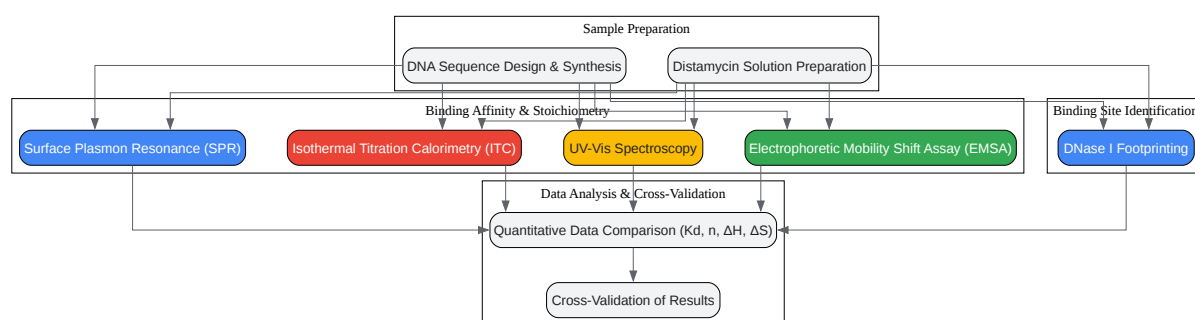 Sample Preparation
DNA Sequence Design & Synthesis
Distamycin Solution Preparation
Binding Affinity & Stoichiometry
Binding Site Identification
Surface Plasmon Resonance (SPR)
Isothermal Titration Calorimetry (ITC)
UV-Vis Spectroscopy
Electrophoretic Mobility Shift Assay (EMSA)
DNase I Footprinting
Data Analysis & Cross-Validation
Quantitative Data Comparison (Kd, n, ΔH, ΔS)
Cross-Validation of Results